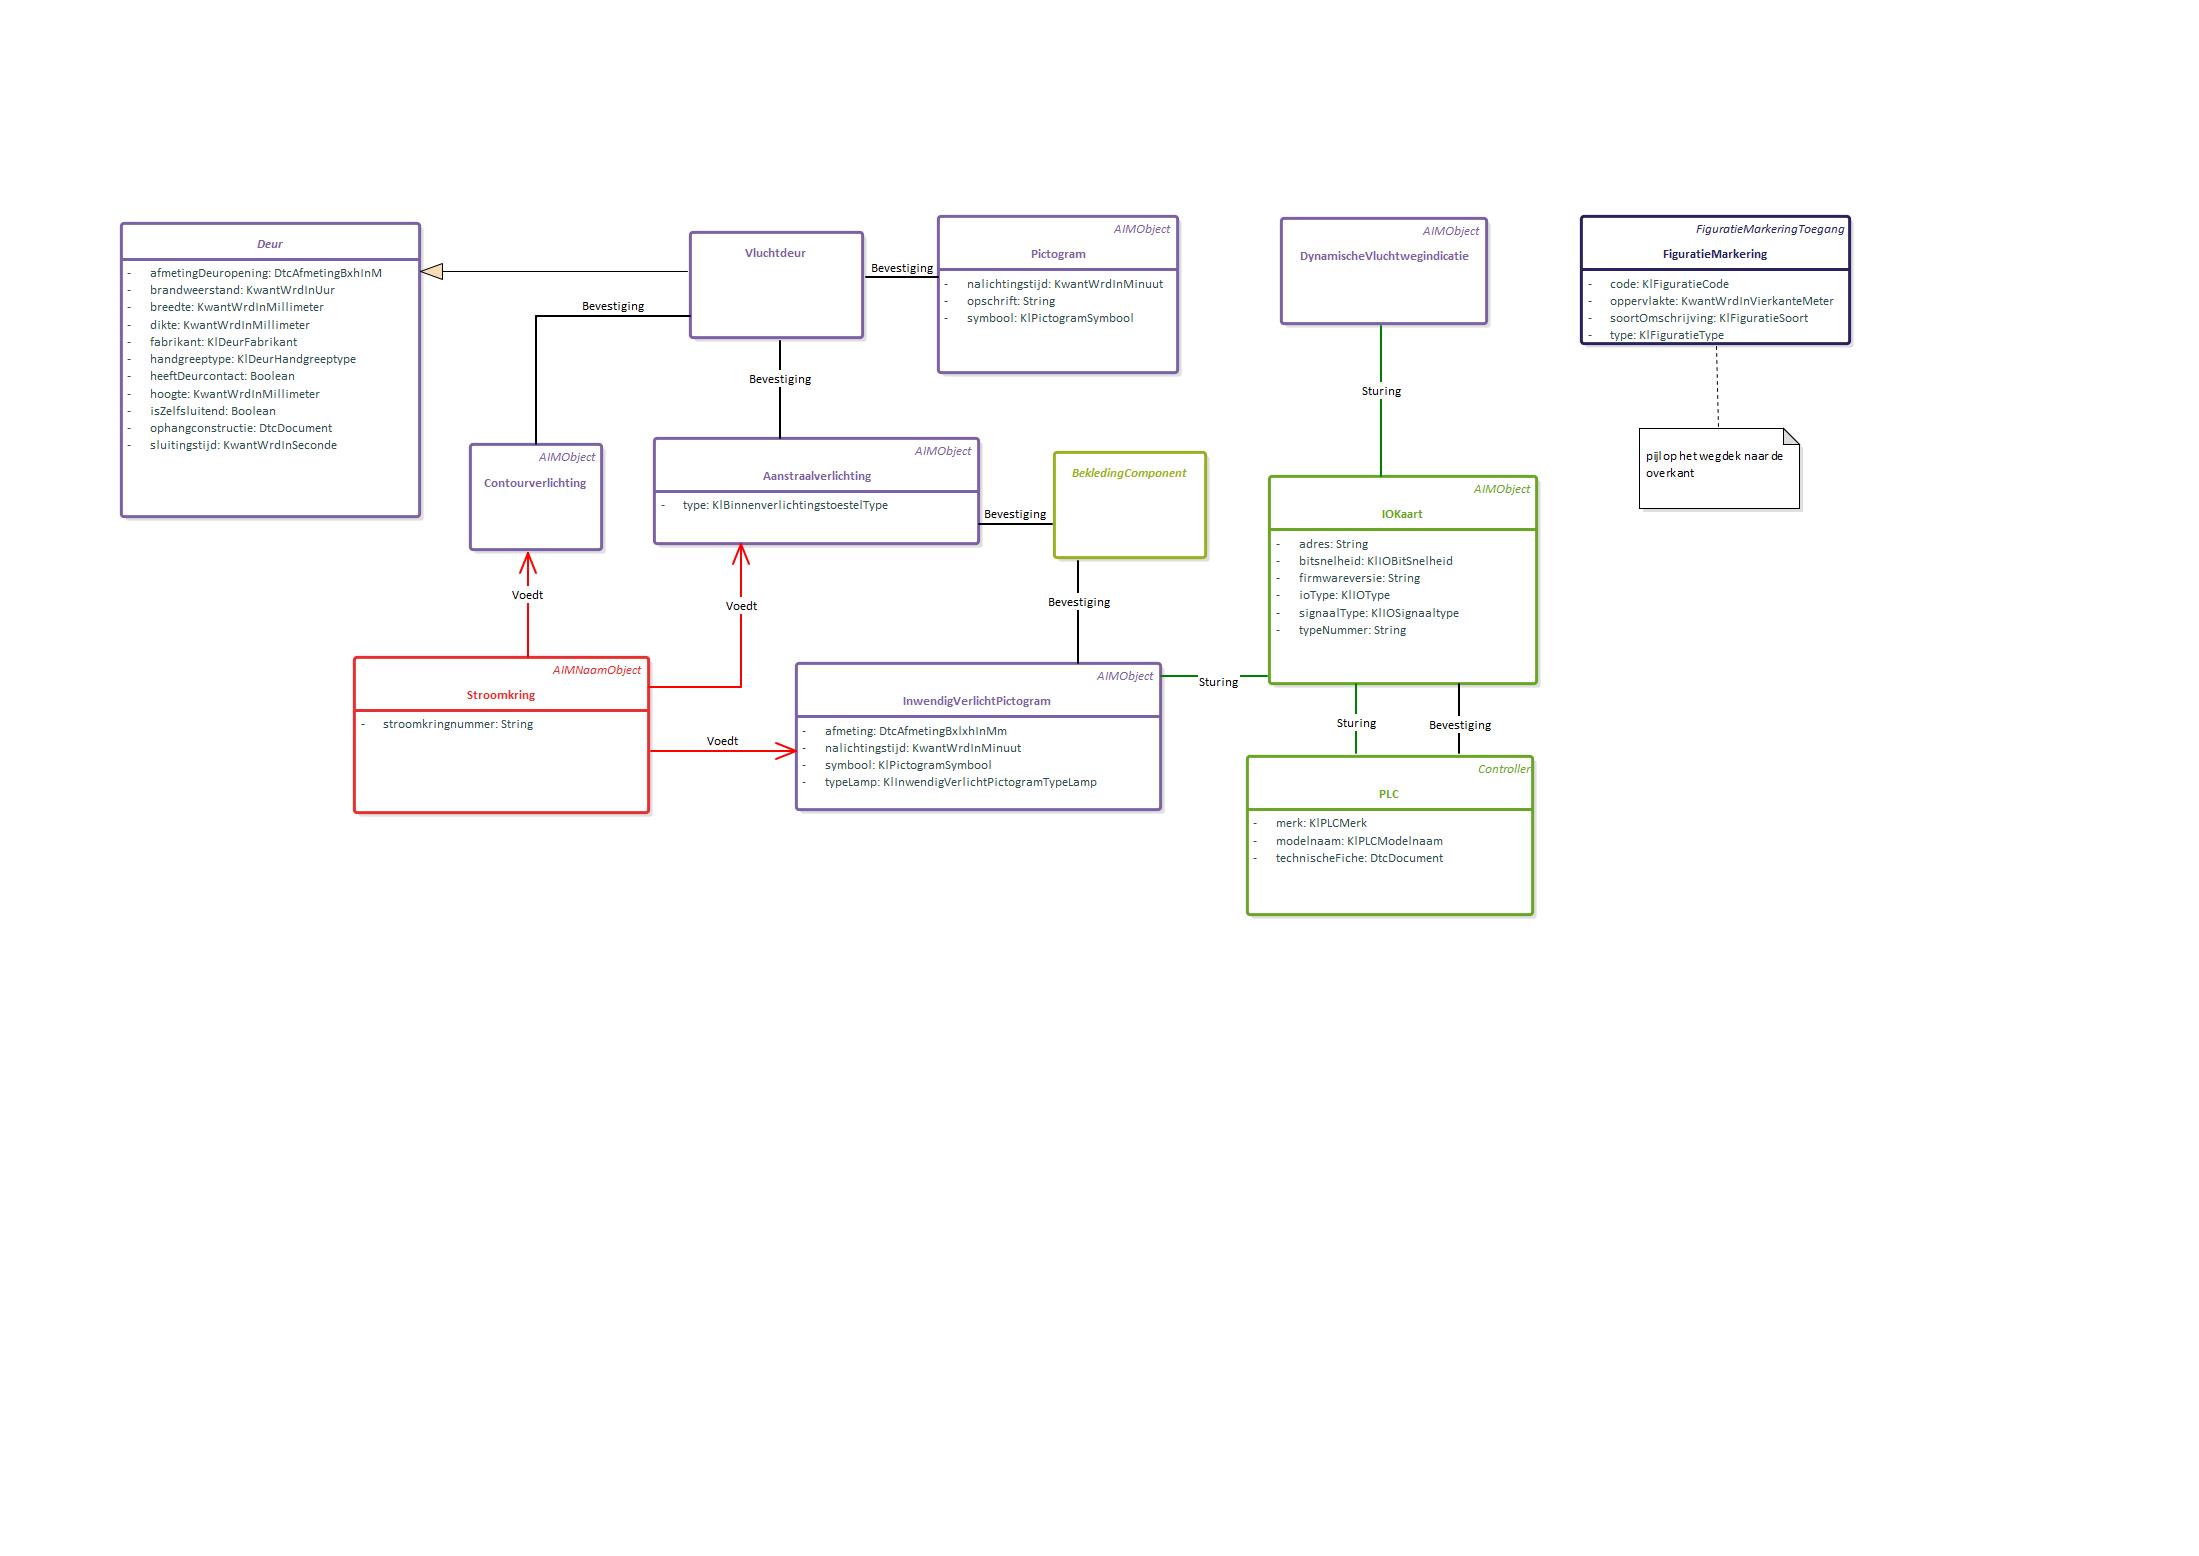 Deur
- afmetingDeuropening: DtcAfmetingBxhInM
- brandweerstand: KwantWrdInUur
- breedte: KwantWrdInMillimeter
- dikte: KwantWrdInMillimeter
- fabrikant: KlDeurFabrikant
- handgreeptype: KlDeurHandgreeptype
- heeftDeurcontact: Boolean
- hoogte: KwantWrdInMillimeter
- isZelfsluitend: Boolean
- ophangconstructie: DtcDocument
- sluitingstijd: KwantWrdInSeconde
Vluchtdeur
Bevestiging
Bevestiging
Bevestiging
AIMObject
Pictogram
- nalichtingstijd: KwantWrdInMinuut
- opschrift: String
- symbool: KlPictogramSymbool
AIMObject
DynamischeVluchtwegindicatie
Sturing
FiguratieMarkeringToegang
FiguratieMarkering
- code: KlFiguratieCode
- oppervlakte: KwantWrdInVierkanteMeter
- soortOmschrijving: KlFiguratieSoort
- type: KlFiguratieType
pijl op het wegdek naar de
overkant
AIMObject
Contourverlichting
Voedt
AIMObject
Aanstraalverlichting
- type: KlBinnenverlichtingstoestelType
Bevestiging
Voedt
BekledingComponent
Bevestiging
AIMObject
IOKaart
- adres: String
- bitsnelheid: KlIOBitSnelheid
- firmwareversie: String
- ioType: KlIOType
- signaalType: KlIOSignaaltype
- typeNummer: String
AIMNaamObject
Stroomkring
- stroomkringnummer: String
Voedt
AIMObject
InwendigVerlichtPictogram
- afmeting: DtcAfmetingBxlxhInMm
- nalichtingstijd: KwantWrdInMinuut
- symbool: KlPictogramSymbool
- typeLamp: KlInwendigVerlichtPictogramTypeLamp
Sturing
Sturing
Bevestiging
Controller
PLC
- merk: KlPLCMerk
- modelnaam: KlPLCModelnaam
- technischeFiche: DtcDocument